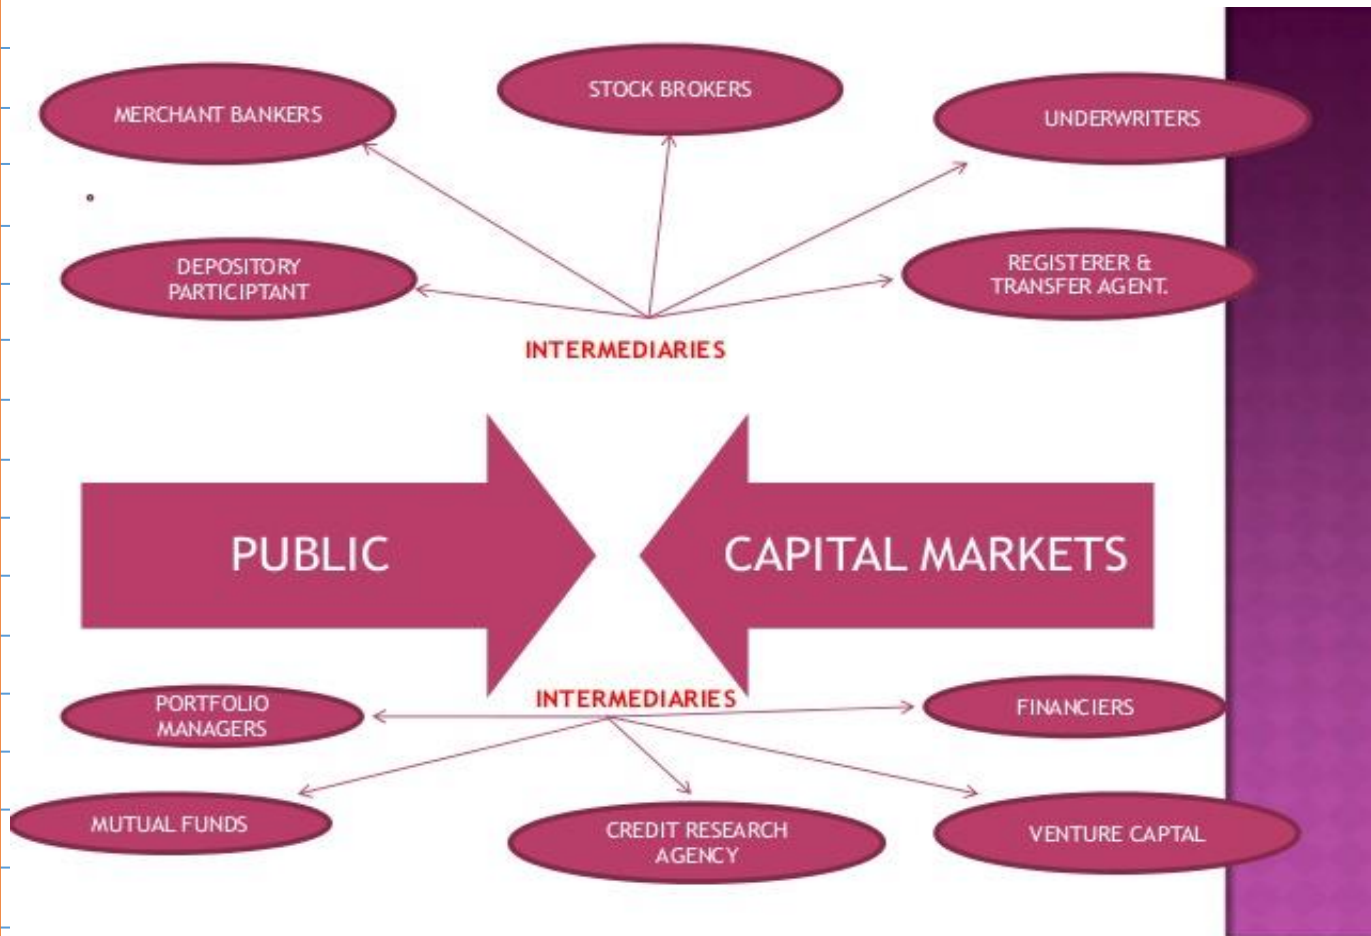 STOCK BROKERS
MERCHANT BANKERS
UNDERWRITERS
DEPOSITORY
PARTICIPTANT
REGISTERER &
TRANSFER AGENT.
INTERMEDIARIES
PUBLIC
CAPITAL MARKETS
INTERMEDIARIES
PORTFOLIO
MANAGERS
FINANCIERS
MUTUAL FUNDS
CREDIT RESEARCH
AGENCY
VENTURE CAPTAL